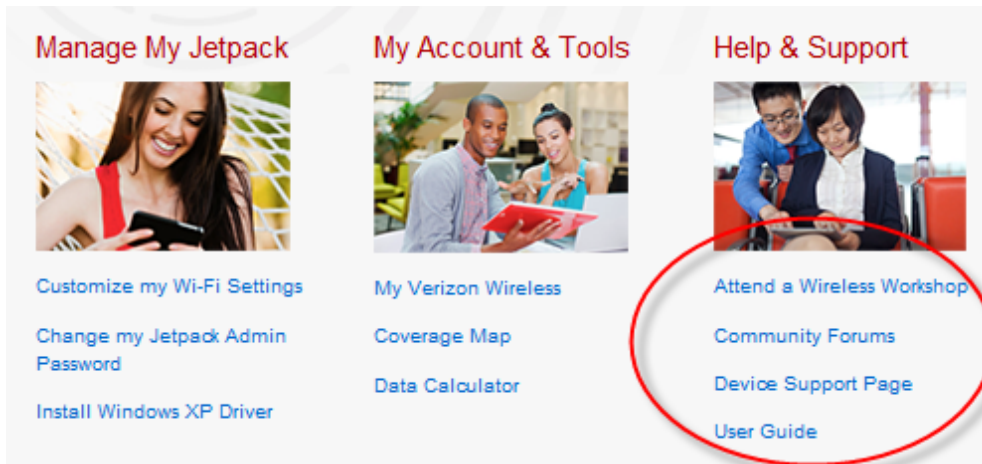 Manage My Jetpack
Customize my Wi-Fi Settings
Change my Jetpack Admin
Password
Install Windows XP Driver
My Account & Tools
My Verizon Wireless
Coverage Map
Data Calculator
Help & Support
Attend a Wireless Workshop
Community Forums
Device Support Page
User Guide